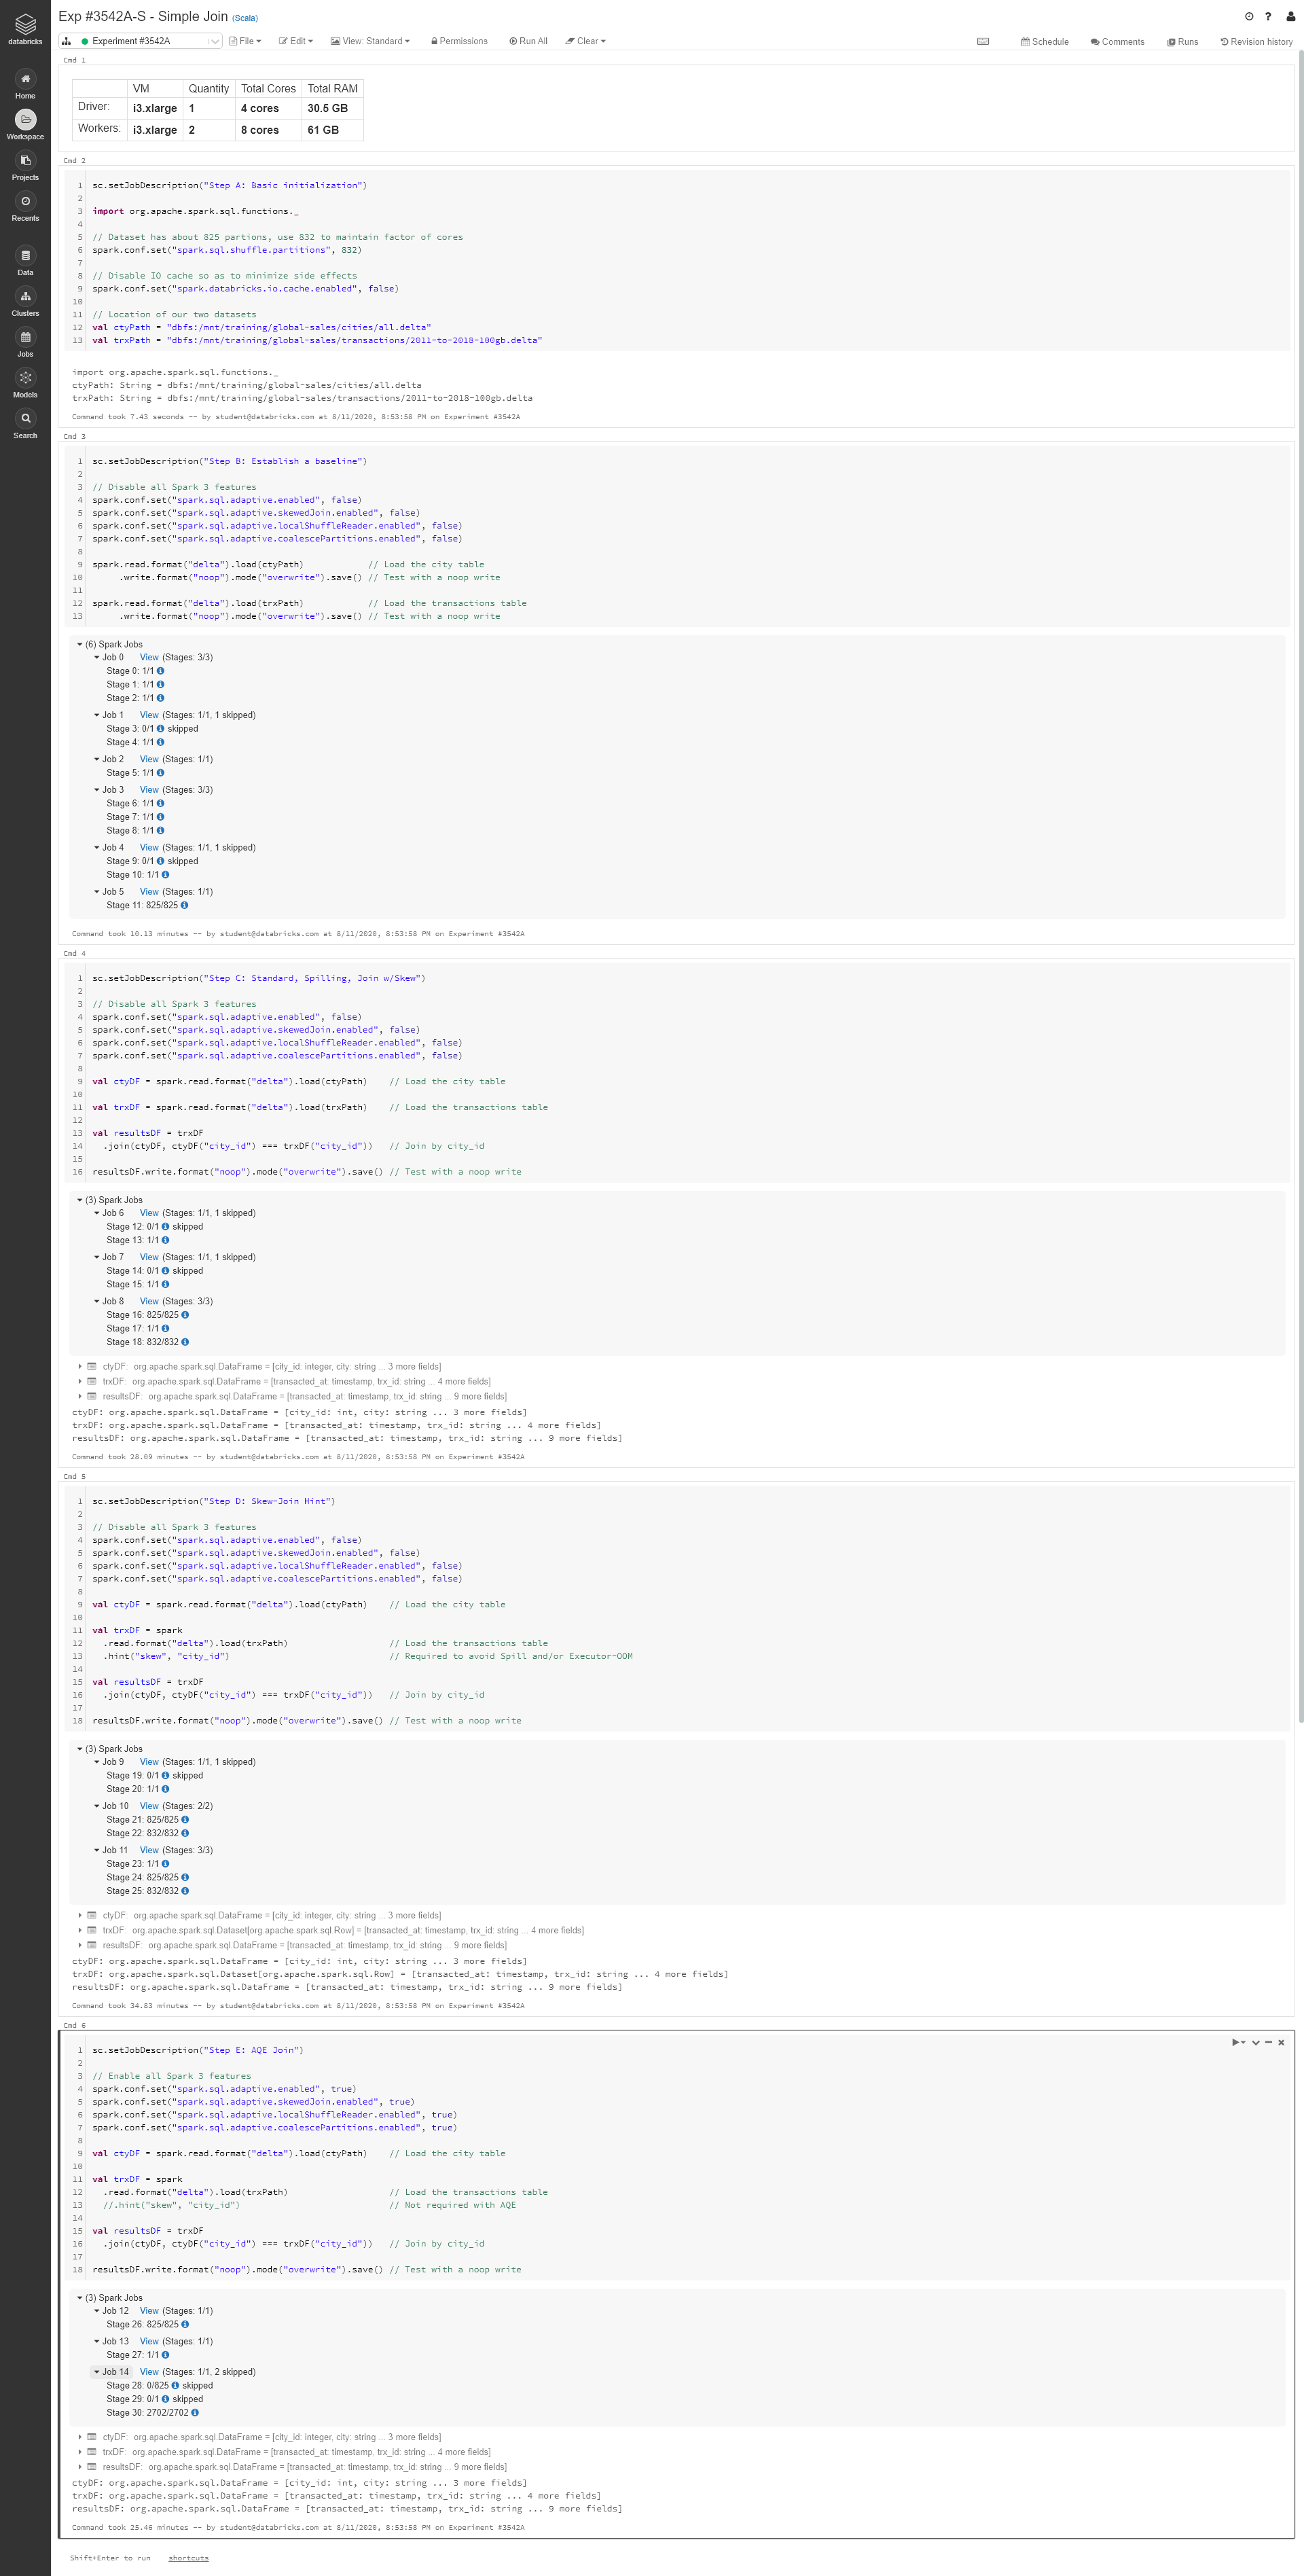 databricks
Home
Workspace
Projects
Recents
Data
Clusters
Jobs
Models
Search
Exp #3542A-S - Simple Join (Scala)
Experiment #3542A File Edit View: Standard Permissions Run All Clear Schedule Comments Runs Revision history
Cmd 1
VM Quantity Total Cores Total RAM
Driver: i3.xlarge 1 4 cores 30.5 GB
Workers: i3.xlarge 2 8 cores 61 GB
Cmd 2
1 sc.setJobDescription("Step A: Basic initialization")
2
3 import org.apache.spark.sql.functions._
4
5 // Dataset has about 825 partions, use 832 to maintain factor of cores
6 spark.conf.set("spark.sql.shuffle.partitions", 832)
7
8 // Disable IO cache so as to minimize side effects
9 spark.conf.set("spark.databricks.io.cache.enabled", false)
10
11 // Location of our two datasets
12 val ctyPath = "dbfs:/mnt/training/global-sales/cities/all.delta"
13 val trxPath = "dbfs:/mnt/training/global-sales/transactions/2011-to-2018-100gb.delta"
import org.apache.spark.sql.functions._
ctyPath: String = dbfs:/mnt/training/global-sales/cities/all.delta
trxPath: String = dbfs:/mnt/training/global-sales/transactions/2011-to-2018-100gb.delta
Command took 7.43 seconds -- by student@databricks.com at 8/11/2020, 8:53:58 PM on Experiment #3542A
Cmd 3
1 sc.setJobDescription("Step B: Establish a baseline")
2
3 // Disable all Spark 3 features
4 spark.conf.set("spark.sql.adaptive.enabled", false)
5 spark.conf.set("spark.sql.adaptive.skewedJoin.enabled", false)
6 spark.conf.set("spark.sql.adaptive.localShuffleReader.enabled", false)
7 spark.conf.set("spark.sql.adaptive.coalescePartitions.enabled", false)
8
9 spark.read.format("delta").load(ctyPath) // Load the city table
10 .write.format("noop").mode("overwrite").save() // Test with a noop write
11
12 spark.read.format("delta").load(trxPath) // Load the transactions table
13 .write.format("noop").mode("overwrite").save() // Test with a noop write
(6) Spark Jobs
Job 0 View (Stages: 3/3)
Stage 0: 1/1
Stage 1: 1/1
Stage 2: 1/1
Job 1 View (Stages: 1/1, 1 skipped)
Stage 3: 0/1 skipped
Stage 4: 1/1
Job 2 View (Stages: 1/1)
Stage 5: 1/1
Job 3 View (Stages: 3/3)
Stage 6: 1/1
Stage 7: 1/1
Stage 8: 1/1
Job 4 View (Stages: 1/1, 1 skipped)
Stage 9: 0/1 skipped
Stage 10: 1/1
Job 5 View (Stages: 1/1)
Stage 11: 825/825
Command took 10.13 minutes -- by student@databricks.com at 8/11/2020, 8:53:58 PM on Experiment #3542A
Cmd 4
1 sc.setJobDescription("Step C: Standard, Spilling, Join w/Skew")
2
3 // Disable all Spark 3 features
4 spark.conf.set("spark.sql.adaptive.enabled", false)
5 spark.conf.set("spark.sql.adaptive.skewedJoin.enabled", false)
6 spark.conf.set("spark.sql.adaptive.localShuffleReader.enabled", false)
7 spark.conf.set("spark.sql.adaptive.coalescePartitions.enabled", false)
8
9 val ctyDF = spark.read.format("delta").load(ctyPath) // Load the city table
10
11 val trxDF = spark.read.format("delta").load(trxPath) // Load the transactions table
12
13 val resultsDF = trxDF
14 .join(ctyDF, ctyDF("city_id") === trxDF("city_id")) // Join by city_id
15
16 resultsDF.write.format("noop").mode("overwrite").save() // Test with a noop write
(3) Spark Jobs
Job 6 View (Stages: 1/1, 1 skipped)
Stage 12: 0/1 skipped
Stage 13: 1/1
Job 7 View (Stages: 1/1, 1 skipped)
Stage 14: 0/1 skipped
Stage 15: 1/1
Job 8 View (Stages: 3/3)
Stage 16: 825/825
Stage 17: 1/1
Stage 18: 832/832
ctyDF: org.apache.spark.sql.DataFrame = [city_id: integer, city: string ... 3 more fields]
trxDF: org.apache.spark.sql.DataFrame = [transacted_at: timestamp, trx_id: string ... 4 more fields]
resultsDF: org.apache.spark.sql.DataFrame = [transacted_at: timestamp, trx_id: string ... 9 more fields]
ctyDF: org.apache.spark.sql.DataFrame = [city_id: int, city: string ... 3 more fields]
trxDF: org.apache.spark.sql.DataFrame = [transacted_at: timestamp, trx_id: string ... 4 more fields]
resultsDF: org.apache.spark.sql.DataFrame = [transacted_at: timestamp, trx_id: string ... 9 more fields]
Command took 28.09 minutes -- by student@databricks.com at 8/11/2020, 8:53:58 PM on Experiment #3542A
Cmd 5
1 sc.setJobDescription("Step D: Skew-Join Hint")
2
3 // Disable all Spark 3 features
4 spark.conf.set("spark.sql.adaptive.enabled", false)
5 spark.conf.set("spark.sql.adaptive.skewedJoin.enabled", false)
6 spark.conf.set("spark.sql.adaptive.localShuffleReader.enabled", false)
7 spark.conf.set("spark.sql.adaptive.coalescePartitions.enabled", false)
8
9 val ctyDF = spark.read.format("delta").load(ctyPath) // Load the city table
10
11 val trxDF = spark
12 .read.format("delta").load(trxPath) // Load the transactions table
13 .hint("skew", "city_id") // Required to avoid Spill and/or Executor-OOM
14
15 val resultsDF = trxDF
16 .join(ctyDF, ctyDF("city_id") === trxDF("city_id")) // Join by city_id
17
18 resultsDF.write.format("noop").mode("overwrite").save() // Test with a noop write
(3) Spark Jobs
Job 9 View (Stages: 1/1, 1 skipped)
Stage 19: 0/1 skipped
Stage 20: 1/1
Job 10 View (Stages: 2/2)
Stage 21: 825/825
Stage 22: 832/832
Job 11 View (Stages: 3/3)
Stage 23: 1/1
Stage 24: 825/825
Stage 25: 832/832
ctyDF: org.apache.spark.sql.DataFrame = [city_id: integer, city: string ... 3 more fields]
trxDF: org.apache.spark.sql.Dataset[org.apache.spark.sql.Row] = [transacted_at: timestamp, trx_id: string ... 4 more fields]
resultsDF: org.apache.spark.sql.DataFrame = [transacted_at: timestamp, trx_id: string ... 9 more fields]
ctyDF: org.apache.spark.sql.DataFrame = [city_id: int, city: string ... 3 more fields]
trxDF: org.apache.spark.sql.Dataset[org.apache.spark.sql.Row] = [transacted_at: timestamp, trx_id: string ... 4 more fields]
resultsDF: org.apache.spark.sql.DataFrame = [transacted_at: timestamp, trx_id: string ... 9 more fields]
Command took 34.83 minutes -- by student@databricks.com at 8/11/2020, 8:53:58 PM on Experiment #3542A
Cmd 6
1 sc.setJobDescription("Step E: AQE Join")
2
3 // Enable all Spark 3 features
4 spark.conf.set("spark.sql.adaptive.enabled", true)
5 spark.conf.set("spark.sql.adaptive.skewedJoin.enabled", true)
6 spark.conf.set("spark.sql.adaptive.localShuffleReader.enabled", true)
7 spark.conf.set("spark.sql.adaptive.coalescePartitions.enabled", true)
8
9 val ctyDF = spark.read.format("delta").load(ctyPath) // Load the city table
10
11 val trxDF = spark
12 .read.format("delta").load(trxPath) // Load the transactions table
13 //.hint("skew", "city_id") // Not required with AQE
14
15 val resultsDF = trxDF
16 .join(ctyDF, ctyDF("city_id") === trxDF("city_id")) // Join by city_id
17
18 resultsDF.write.format("noop").mode("overwrite").save() // Test with a noop write
(3) Spark Jobs
Job 12 View (Stages: 1/1)
Stage 26: 825/825
Job 13 View (Stages: 1/1)
Stage 27: 1/1
Job 14 View (Stages: 1/1, 2 skipped)
Stage 28: 0/825 skipped
Stage 29: 0/1 skipped
Stage 30: 2702/2702
ctyDF: org.apache.spark.sql.DataFrame = [city_id: integer, city: string ... 3 more fields]
trxDF: org.apache.spark.sql.DataFrame = [transacted_at: timestamp, trx_id: string ... 4 more fields]
resultsDF: org.apache.spark.sql.DataFrame = [transacted_at: timestamp, trx_id: string ... 9 more fields]
ctyDF: org.apache.spark.sql.DataFrame = [city_id: int, city: string ... 3 more fields]
trxDF: org.apache.spark.sql.DataFrame = [transacted_at: timestamp, trx_id: string ... 4 more fields]
resultsDF: org.apache.spark.sql.DataFrame = [transacted_at: timestamp, trx_id: string ... 9 more fields]
Command took 25.46 minutes -- by student@databricks.com at 8/11/2020, 8:53:58 PM on Experiment #3542A
Shift+Enter to run shortcuts